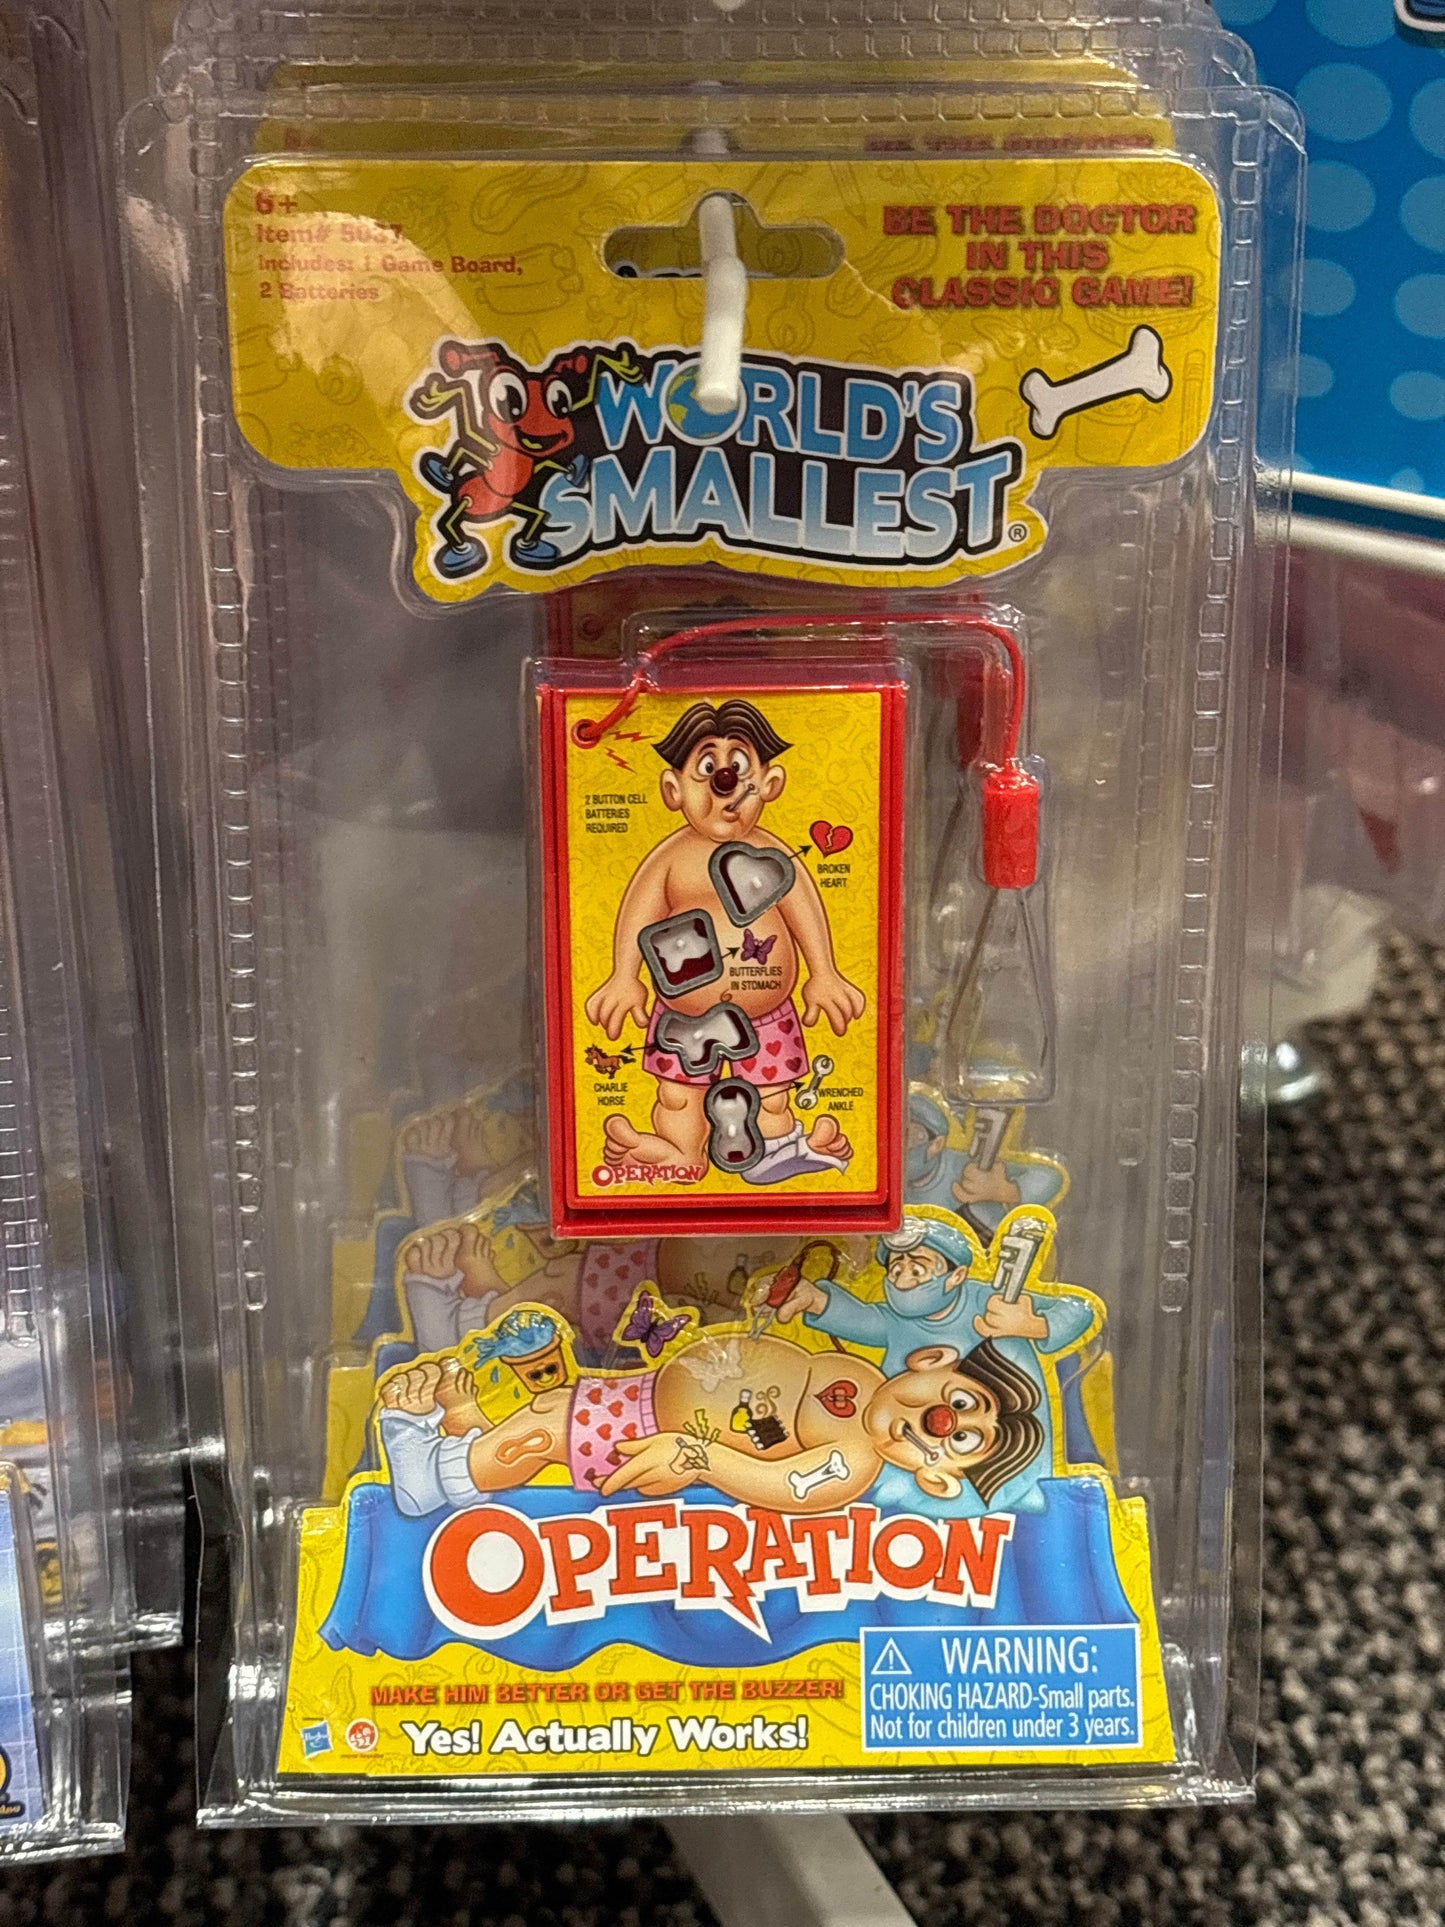 6+
Item# 5037
Includes: 1 Game Board,
2 Batteries
BE THE DOCTOR
IN THIS
CLASSIC GAME!
WORLD'S
SMALLEST®
2 BUTTON CELL
BATTERIES
REQUIRED
BROKEN
HEART
BUTTERFLIES
IN STOMACH
CHARLIE
HORSE
WRENCHED
ANKLE
OPERATION
OPERATION
MAKE HIM BETTER OR GET THE BUZZER!
Yes! Actually Works!
WARNING:
CHOKING HAZARD-Small parts.
Not for children under 3 years.